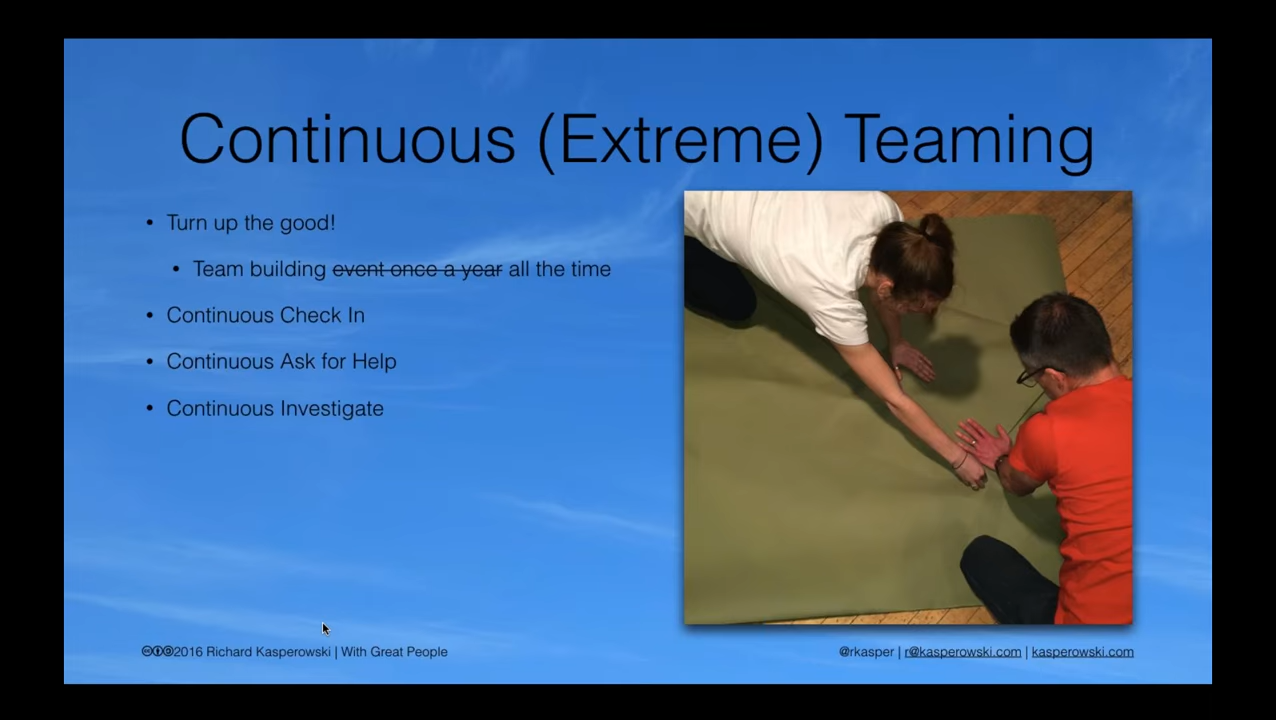 Continuous (Extreme) Teaming
• Turn up the good!
• Team building event once a year all the time
• Continuous Check In
• Continuous Ask for Help
• Continuous Investigate
2016 Richard Kasperowski | With Great People
@rkasper | r@kasperowski.com | kasperowski.com